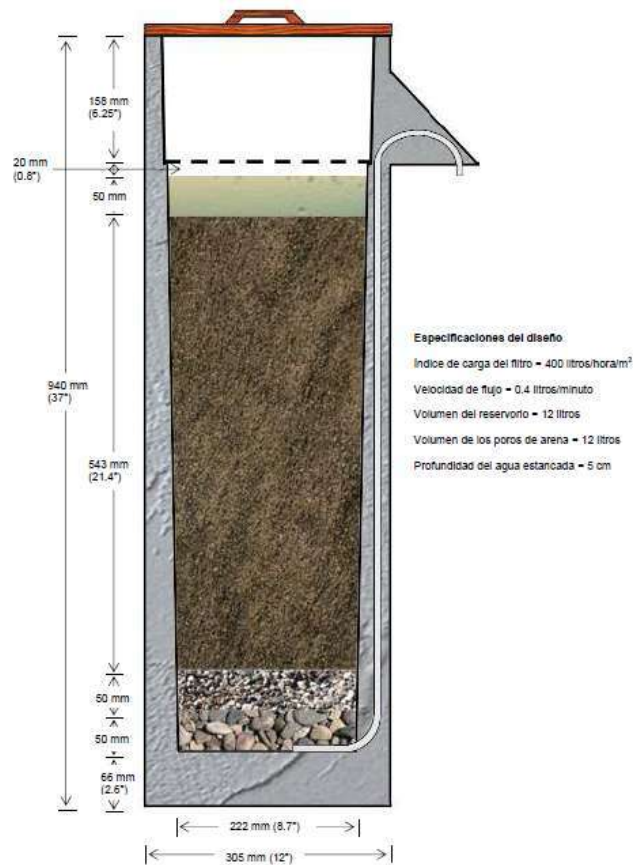 158 mm
(6.25")
20 mm
(0.8")
50 mm
940 mm
(37")
543 mm
(21.4")
50 mm
50 mm
66 mm
(2.6")
222 mm (8.7")
305 mm (12")
Especificaciones del diseño
Índice de carga del filtro = 400 litros/hora/m²
Velocidad de flujo = 0.4 litros/minuto
Volumen del reservorio = 12 litros
Volumen de los poros de arena = 12 litros
Profundidad del agua estancada = 5 cm